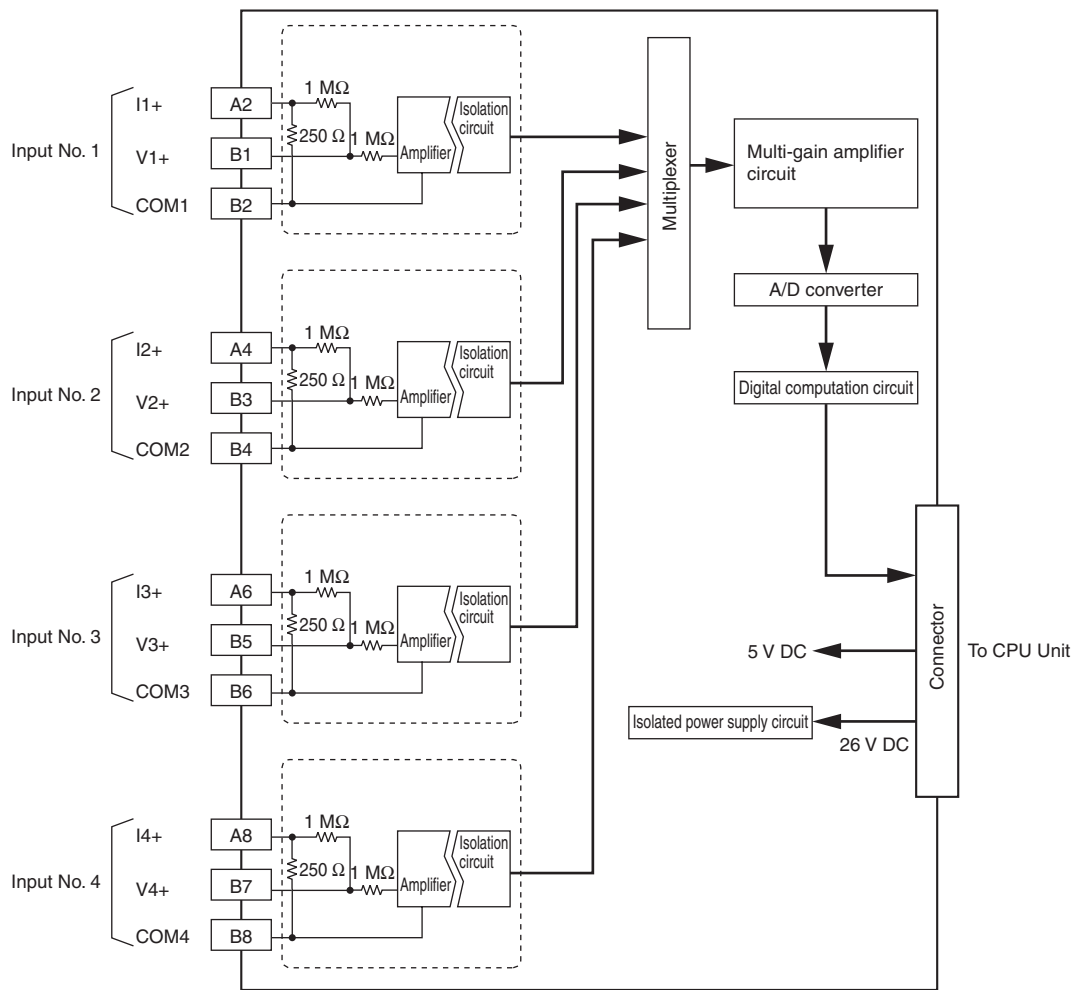 Input No. 1
I1+
V1+
COM1
A2
B1
B2
1 MΩ
250 Ω
1 MΩ
Amplifier
Isolation
circuit
Input No. 2
I2+
V2+
COM2
A4
B3
B4
1 MΩ
250 Ω
1 MΩ
Amplifier
Isolation
circuit
Input No. 3
I3+
V3+
COM3
A6
B5
B6
1 MΩ
250 Ω
1 MΩ
Amplifier
Isolation
circuit
Input No. 4
I4+
V4+
COM4
A8
B7
B8
1 MΩ
250 Ω
1 MΩ
Amplifier
Isolation
circuit
Multiplexer
Multi-gain amplifier
circuit
A/D converter
Digital computation circuit
Connector
To CPU Unit
5 V DC
Isolated power supply circuit
26 V DC